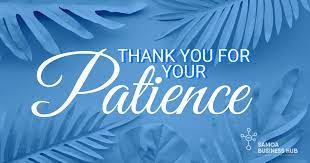 THANK YOU FOR
YOUR
Patience
SAMOA
BUSINESS HUB